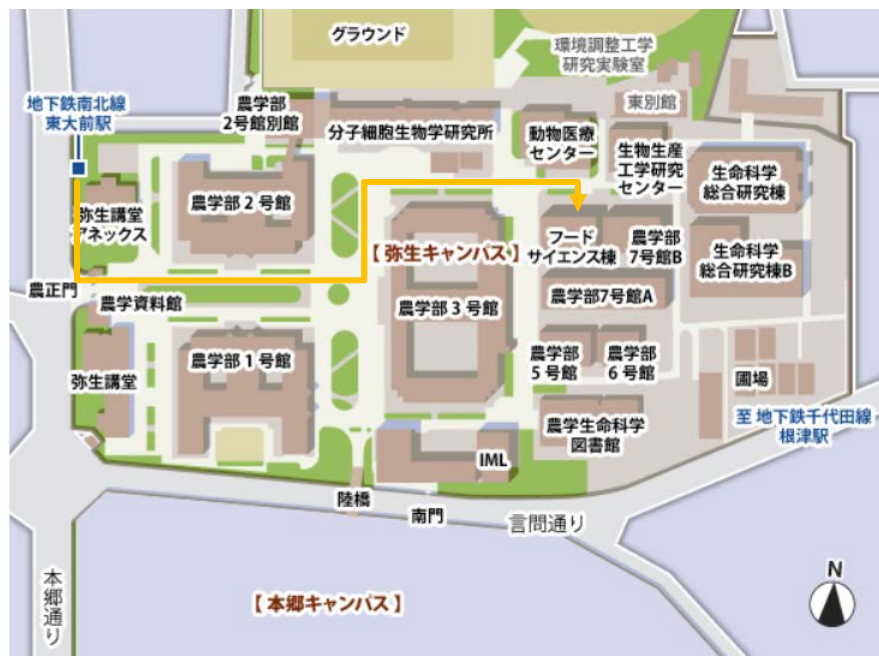 グラウンド
環境調整工学
研究実験室
東別館
地下鉄南北線
東大前駅
農学部
2号館別館
分子細胞生物学研究所
動物医療
センター
生物生産
工学研究
センター
生命科学
総合研究棟
弥生講堂
アネックス
農学部2号館
【弥生キャンパス】
フード
サイエンス棟
農学部
7号館B
生命科学
総合研究棟B
農正門
農学資料館
農学部3号館
農学部7号館A
弥生講堂
農学部1号館
農学部
5号館
農学部
6号館
圃場
農学生命科学
図書館
至 地下鉄千代田線
根津駅
IML
陸橋
南門
言問通り
本郷通り
【本郷キャンパス】
N